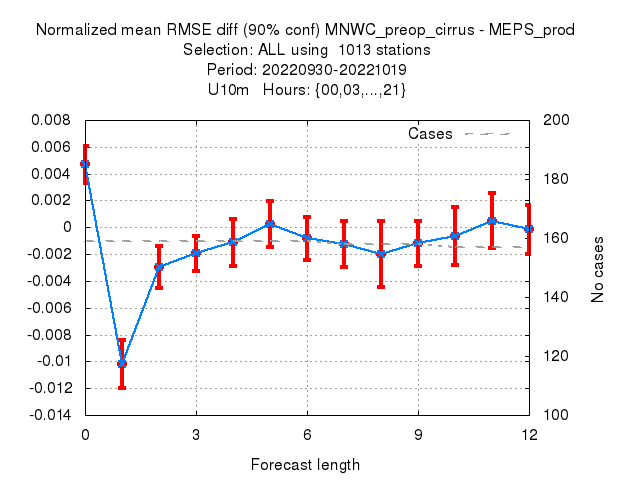 Normalized mean RMSE diff (90% conf) MNWC_preop_cirrus - MEPS_prod
Selection: ALL using  1013 stations
Period: 20220930-20221019
U10m   Hours: {00,03,...,21}
Cases
0.008
0.006
0.004
0.002
0
-0.002
-0.004
-0.006
-0.008
-0.01
-0.012
-0.014
200
180
160
140
120
100
No cases
0 3 6 9 12
Forecast length